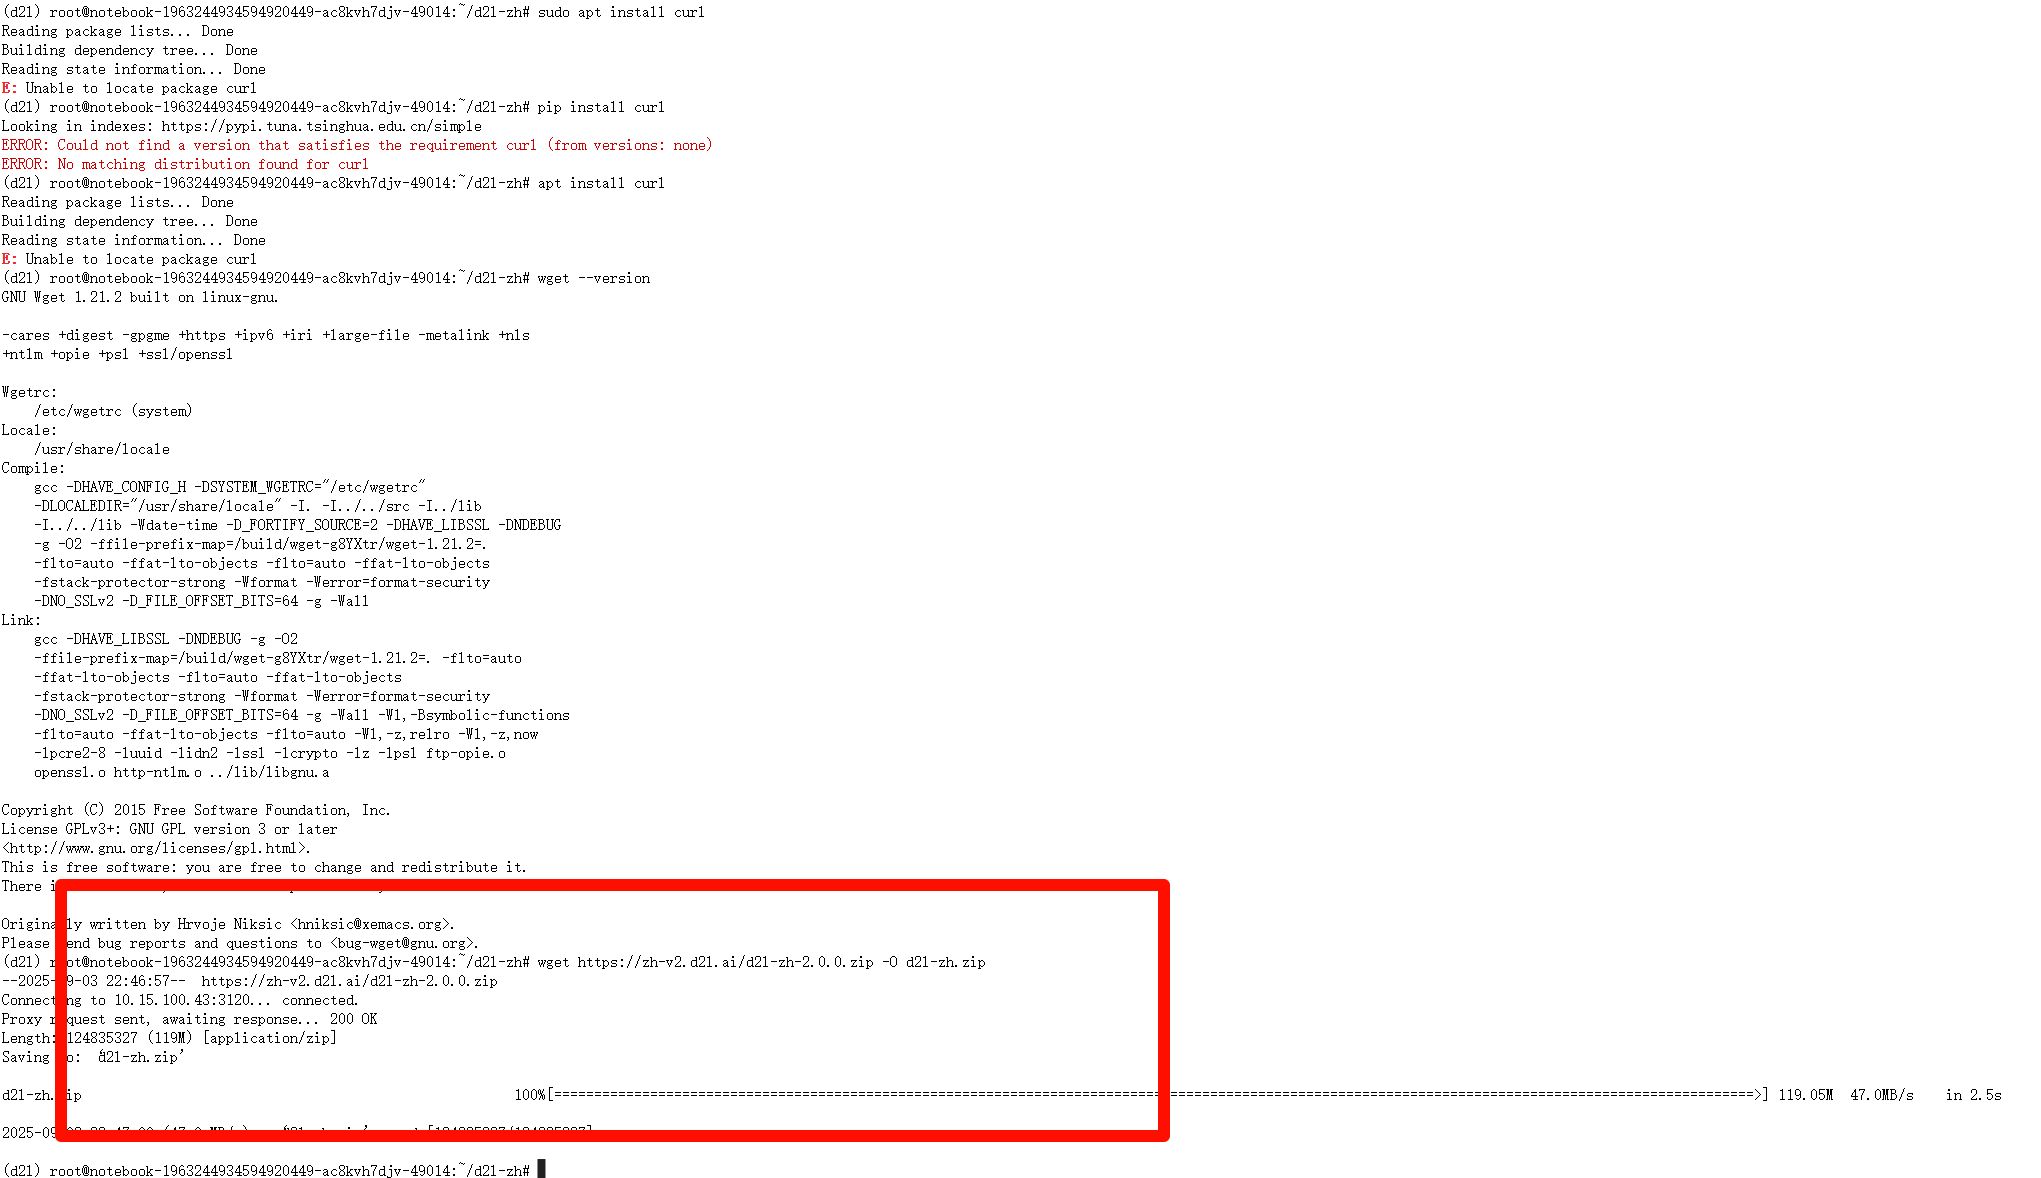 (d21) root@notebook-1963244934594920449-ac8kvh7djv-49014:~/d21-zh# sudo apt install curl
Reading package lists... Done
Building dependency tree... Done
Reading state information... Done
E: Unable to locate package curl
(d21) root@notebook-1963244934594920449-ac8kvh7djv-49014:~/d21-zh# pip install curl
Looking in indexes: https://pypi.tuna.tsinghua.edu.cn/simple
ERROR: Could not find a version that satisfies the requirement curl (from versions: none)
ERROR: No matching distribution found for curl
(d21) root@notebook-1963244934594920449-ac8kvh7djv-49014:~/d21-zh# apt install curl
Reading package lists... Done
Building dependency tree... Done
Reading state information... Done
E: Unable to locate package curl
(d21) root@notebook-1963244934594920449-ac8kvh7djv-49014:~/d21-zh# wget --version
GNU Wget 1.21.2 built on linux-gnu.
-cares +digest -gpgme +https +ipv6 +iri +large-file -metalink +nls
+ntlm +opie +psl +ssl/openssl
Wgetrc:
/etc/wgetrc (system)
Locale:
/usr/share/locale
Compile:
gcc -DHAVE_CONFIG_H -DSYSTEM_WGETRC="/etc/wgetrc"
-DLOCALEDIR="/usr/share/locale" -I. -I../../src -I../lib
-I../../lib -Wdate-time -D_FORTIFY_SOURCE=2 -DHAVE_LIBSSL -DNDEBUG
-g -O2 -ffile-prefix-map=/build/wget-g8YXtr/wget-1.21.2=.
-flto=auto -ffat-lto-objects -flto=auto -ffat-lto-objects
-fstack-protector-strong -Wformat -Werror=format-security
-DNO_SSLv2 -D_FILE_OFFSET_BITS=64 -g -Wall
Link:
gcc -DHAVE_LIBSSL -DNDEBUG -g -O2
-ffile-prefix-map=/build/wget-g8YXtr/wget-1.21.2=. -flto=auto
-ffat-lto-objects -flto=auto -ffat-lto-objects
-fstack-protector-strong -Wformat -Werror=format-security
-DNO_SSLv2 -D_FILE_OFFSET_BITS=64 -g -Wall -Wl,-Bsymbolic-functions
-flto=auto -ffat-lto-objects -flto=auto -Wl,-z,relro -Wl,-z,now
-lpcre2-8 -luuid -lidn2 -lssl -lcrypto -lz -lpsl ftp-opie.o
openssl.o http-ntlm.o ../lib/libgnu.a
Copyright (C) 2015 Free Software Foundation, Inc.
License GPLv3+: GNU GPL version 3 or later
<http://www.gnu.org/licenses/gpl.html>.
This is free software: you are free to change and redistribute it.
There
Originally written by Hrvoje Niksic <hniksic@xemacs.org>.
Please send bug reports and questions to <bug-wget@gnu.org>.
(d21) root@notebook-1963244934594920449-ac8kvh7djv-49014:~/d21-zh# wget https://zh-v2.d21.ai/d21-zh-2.0.0.zip -O d21-zh.zip
--2025-09-03 22:46:57-- https://zh-v2.d21.ai/d21-zh-2.0.0.zip
Connecting to 10.15.100.43:3120... connected.
Proxy request sent, awaiting response... 200 OK
Length: 124835327 (119M) [application/zip]
Saving to: ‘d21-zh.zip’
d21-zh.zip 100%[======================================================================================================================================================>] 119.05M 47.0MB/s in 2.5s
(d21) root@notebook-1963244934594920449-ac8kvh7djv-49014:~/d21-zh#